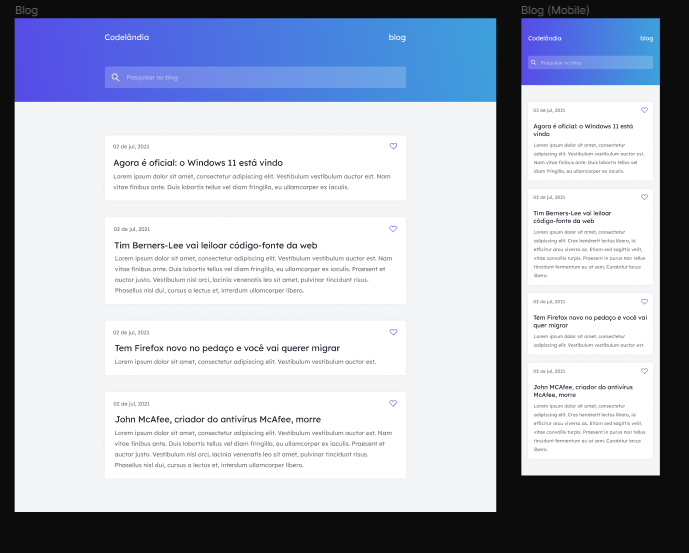 Blog
Codelândia
blog
Pesquisar no blog
02 de jul, 2021
Agora é oficial: o Windows 11 está vindo
Lorem ipsum dolor sit amet, consectetur adipiscing elit. Vestibulum vestibulum auctor est. Nam
vitae finibus ante. Duis lobortis tellus vel diam fringilla, eu ullamcorper ex iaculis.
02 de jul, 2021
Tim Berners-Lee vai leiloar código-fonte da web
Lorem ipsum dolor sit amet, consectetur adipiscing elit. Vestibulum vestibulum auctor est. Nam
vitae finibus ante. Duis lobortis tellus vel diam fringilla, eu ullamcorper ex iaculis. Praesent et
auctor justo. Vestibulum nisl orci, lacinia venenatis leo sit amet, pulvinar tincidunt risus.
Phasellus nisl dui, cursus a lectus et, interdum ullamcorper libero.
02 de jul, 2021
Tem Firefox novo no pedaço e você vai querer migrar
Lorem ipsum dolor sit amet, consectetur adipiscing elit. Vestibulum vestibulum auctor est.
02 de jul, 2021
John McAfee, criador do antivírus McAfee, morre
Lorem ipsum dolor sit amet, consectetur adipiscing elit. Vestibulum vestibulum auctor est. Nam
vitae finibus ante. Duis lobortis tellus vel diam fringilla, eu ullamcorper ex iaculis. Praesent et
auctor justo. Vestibulum nisl orci, lacinia venenatis leo sit amet, pulvinar tincidunt risus.
Phasellus nisl dui, cursus a lectus et, interdum ullamcorper libero.
Blog (Mobile)
Codelândia
blog
Pesquisar no blog
02 de jul, 2021
Agora é oficial: o Windows 11 está
vindo
Lorem ipsum dolor sit amet, consectetur
adipiscing elit. Vestibulum vestibulum auctor est.
Nam vitae finibus ante. Duis lobortis tellus vel
diam fringilla, eu ullamcorper ex iaculis.
02 de jul, 2021
Tim Berners-Lee vai leiloar
código-fonte da web
Lorem ipsum dolor sit amet, consectetur
adipiscing elit. Cras hendrerit lectus libero, id
efficitur arcu viverra ac. Etiam sed sagittis velit,
vitae convallis turpis. Praesent in purus tellus
tincidunt fermentum eu at sem. Curabitur lacus
libero.
02 de jul, 2021
Tem Firefox novo no pedaço e você vai
quer migrar
Lorem ipsum dolor sit amet, consectetur
adipiscing elit. Vestibulum vestibulum auctor est.
02 de jul, 2021
John MCAfee, criador do antivírus
McAfee, morre
Lorem ipsum dolor sit amet, consectetur
adipiscing elit. Cras hendrerit lectus libero, id
efficitur arcu viverra ac. Etiam sed sagittis velit,
vitae convallis turpis. Praesent in purus tellus
tincidunt fermentum eu at sem. Curabitur lacus
libero.